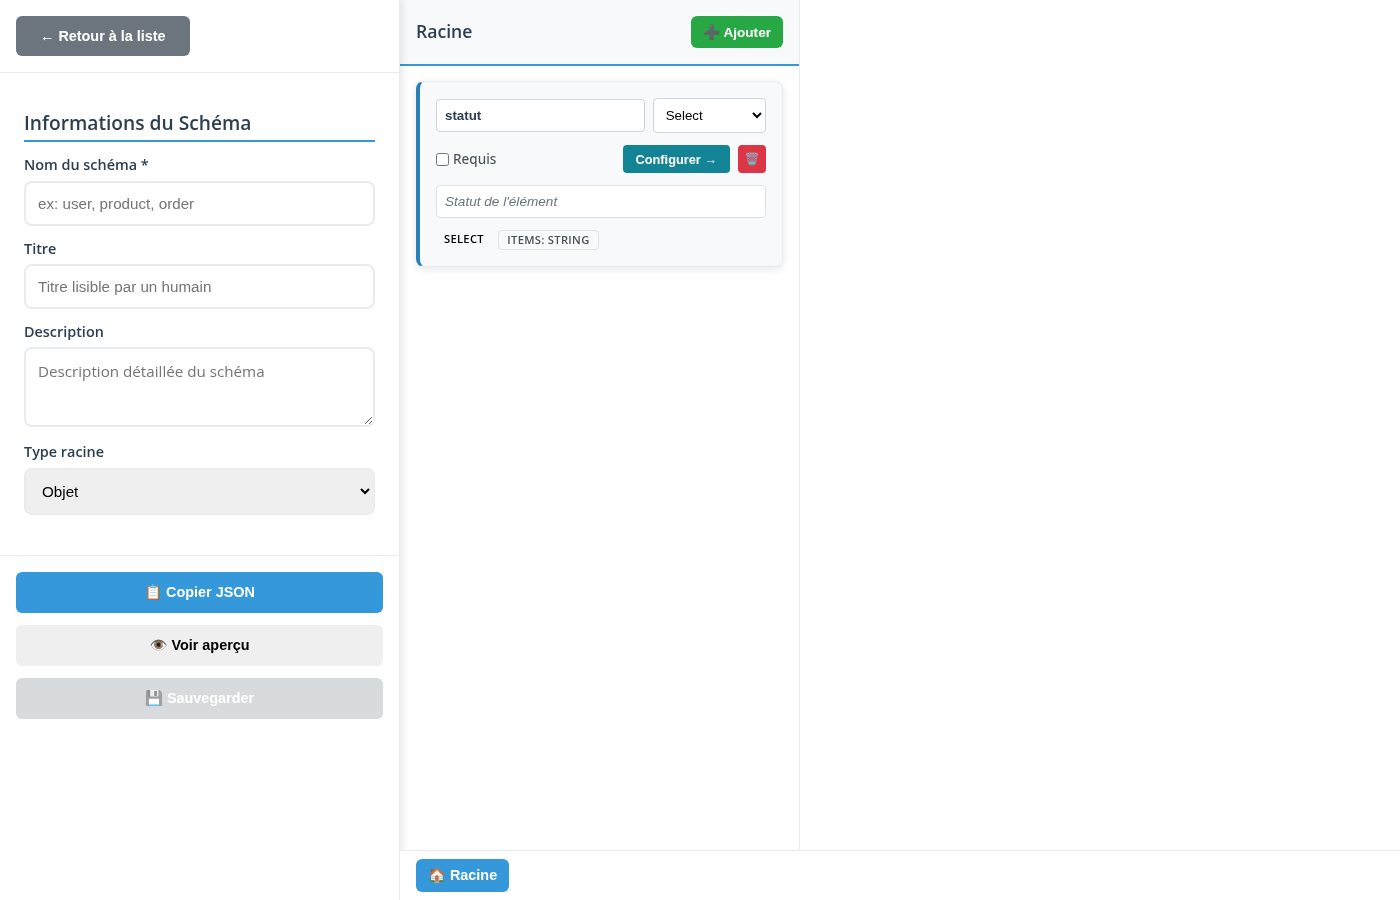 ← Retour à la liste
Informations du Schéma
Nom du schéma *
ex: user, product, order
Titre
Titre lisible par un humain
Description
Description détaillée du schéma
Type racine
Objet
📋 Copier JSON
👁️ Voir aperçu
💾 Sauvegarder
Racine
➕ Ajouter
statut
Select
Requis
Configurer →
🗑️
Statut de l'élément
SELECT
ITEMS: STRING
🏠 Racine